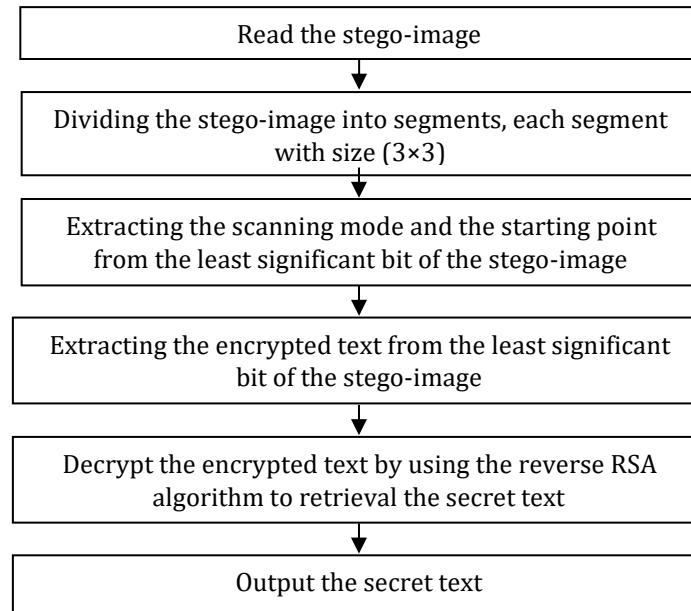 Read the stego-image
Dividing the stego-image into segments, each segment
with size (3×3)
Extracting the scanning mode and the starting point
from the least significant bit of the stego-image
Extracting the encrypted text from the least significant
bit of the stego-image
Decrypt the encrypted text by using the reverse RSA
algorithm to retrieval the secret text
Output the secret text